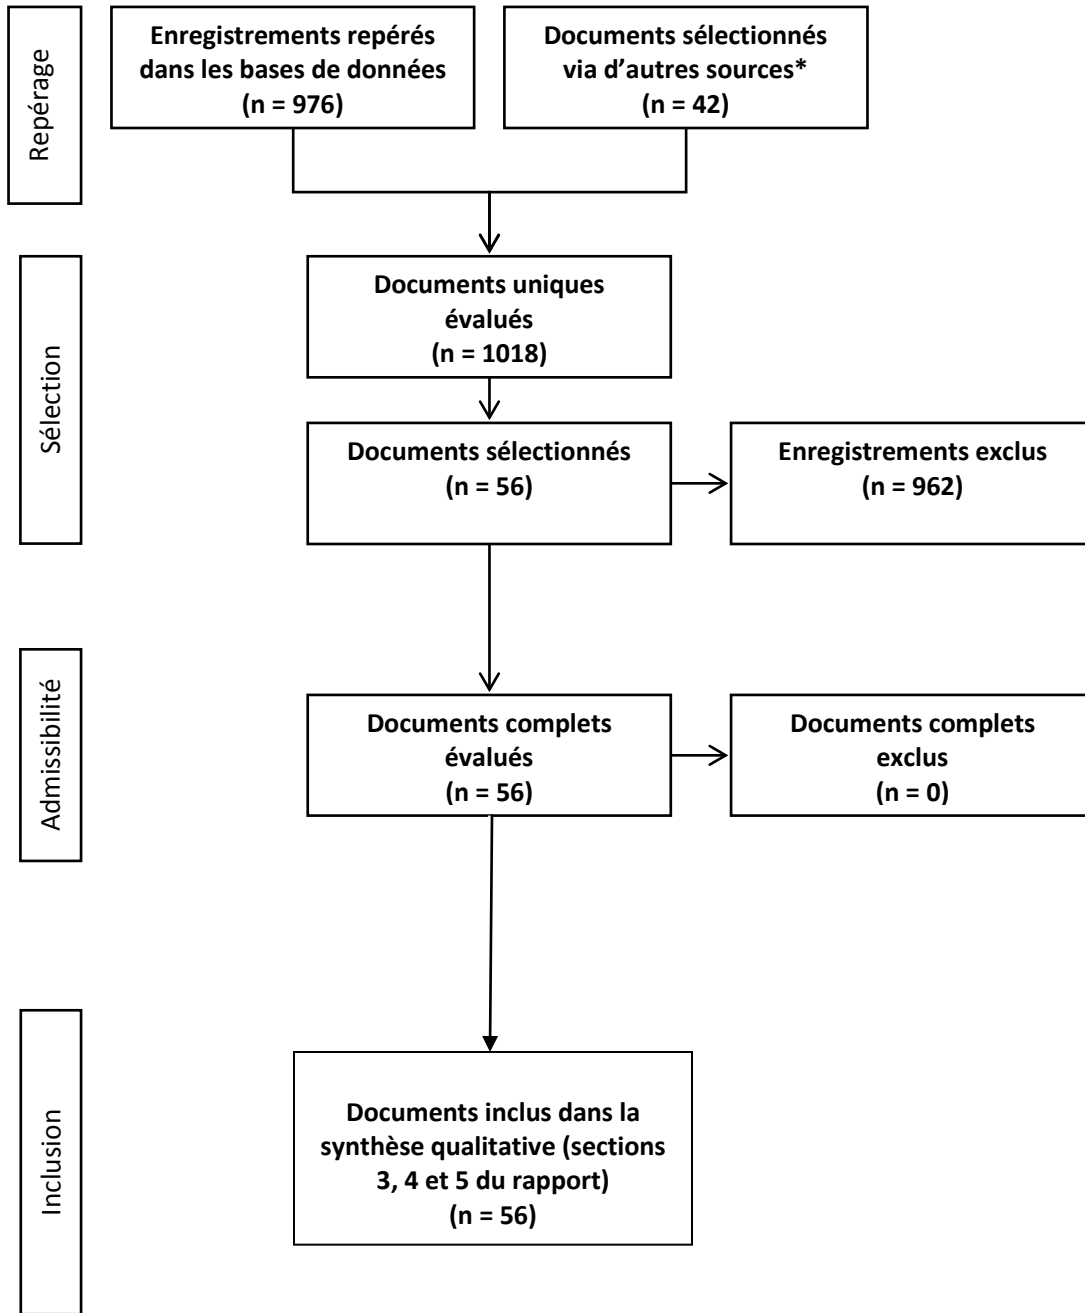 Repérage
Enregistrements repérés
dans les bases de données
(n = 976)
Documents sélectionnés
via d’autres sources*
(n = 42)
Sélection
Documents uniques
évalués
(n = 1018)
Documents sélectionnés
(n = 56)
Enregistrements exclus
(n = 962)
Admissibilité
Documents complets
évalués
(n = 56)
Documents complets
exclus
(n = 0)
Inclusion
Documents inclus dans la
synthèse qualitative (sections
3, 4 et 5 du rapport)
(n = 56)